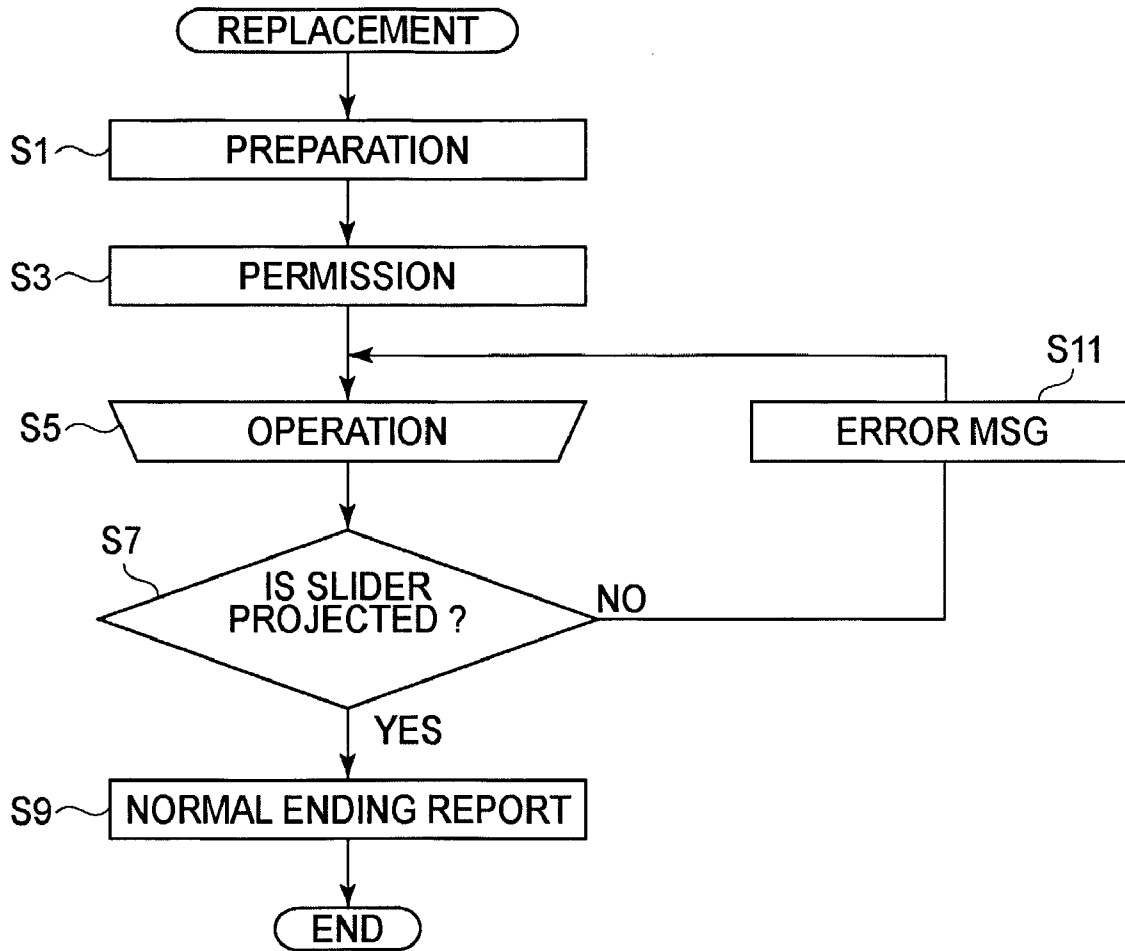 REPLACEMENT
S1
PREPARATION
S3
PERMISSION
S11
S5
OPERATION
ERROR MSG
S7
IS SLIDER
PROJECTED ?
NO
YES
S9
NORMAL ENDING REPORT
END